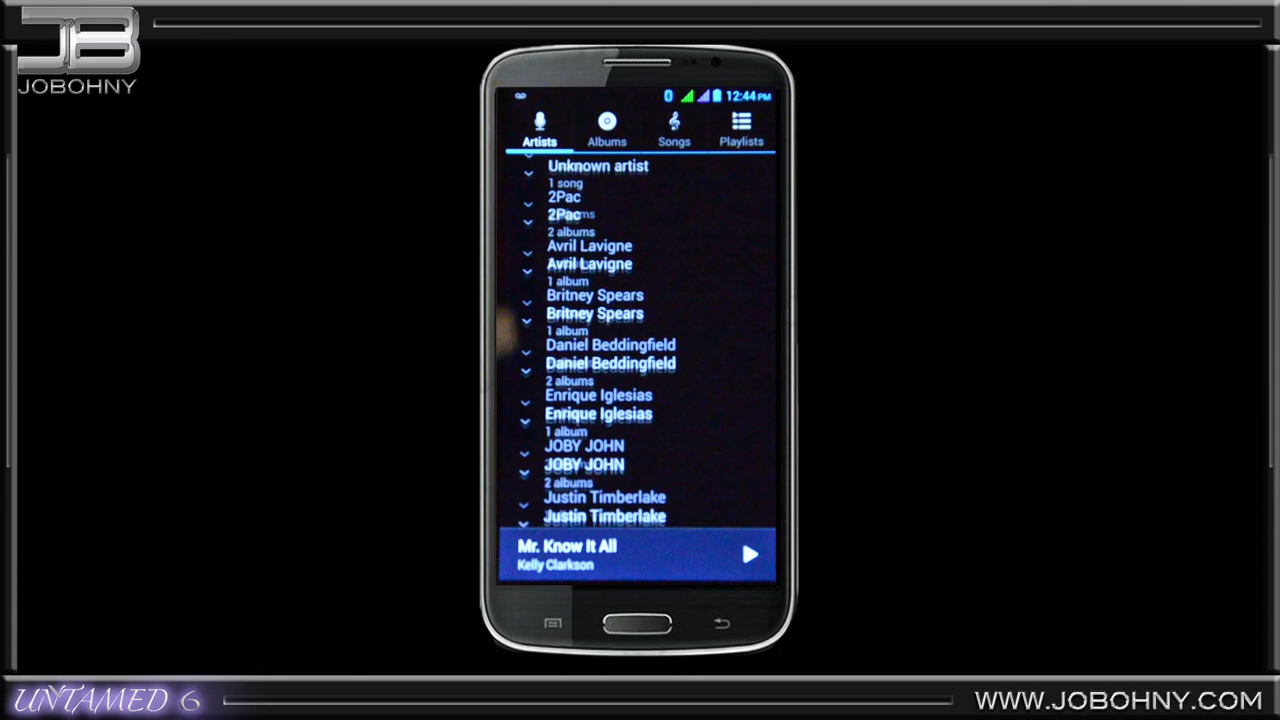 JB
JOBOHNY
12:44 PM
Artists Albums Songs Playlists
Unknown artist
1 song
2Pac
2Pac
2 albums
Avril Lavigne
Avril Lavigne
1 album
Britney Spears
Britney Spears
1 album
Daniel Beddingfield
Daniel Beddingfield
2 albums
Enrique Iglesias
Enrique Iglesias
1 album
JOBY JOHN
JOBY JOHN
2 albums
Justin Timberlake
Justin Timberlake
Mr. Know It All
Kelly Clarkson
UNTAMED 6
WWW.JOBOHNY.COM